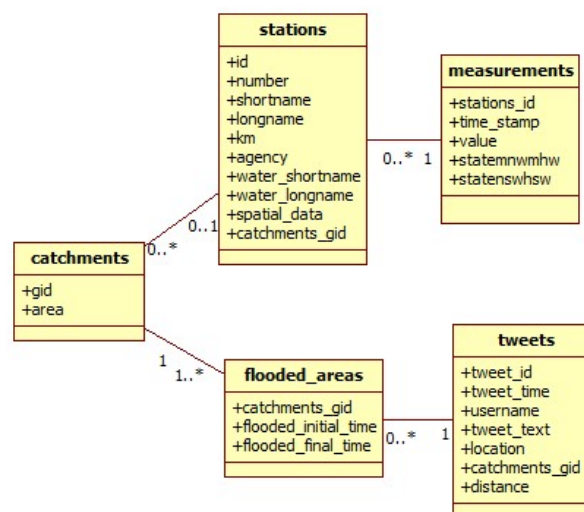 stations
+id
+number
+shortname
+longname
+km
+agency
+water_shortname
+water_longname
+spatial_data
+catchments_gid
measurements
+stations_id
+time_stamp
+value
+statemnwmhw
+statenswhsw
0..* 1
0..1
0..*
catchments
+gid
+area
1
1..*
flooded_areas
+catchments_gid
+flooded_initial_time
+flooded_final_time
0..* 1
tweets
+tweet_id
+tweet_time
+username
+tweet_text
+location
+catchments_gid
+distance